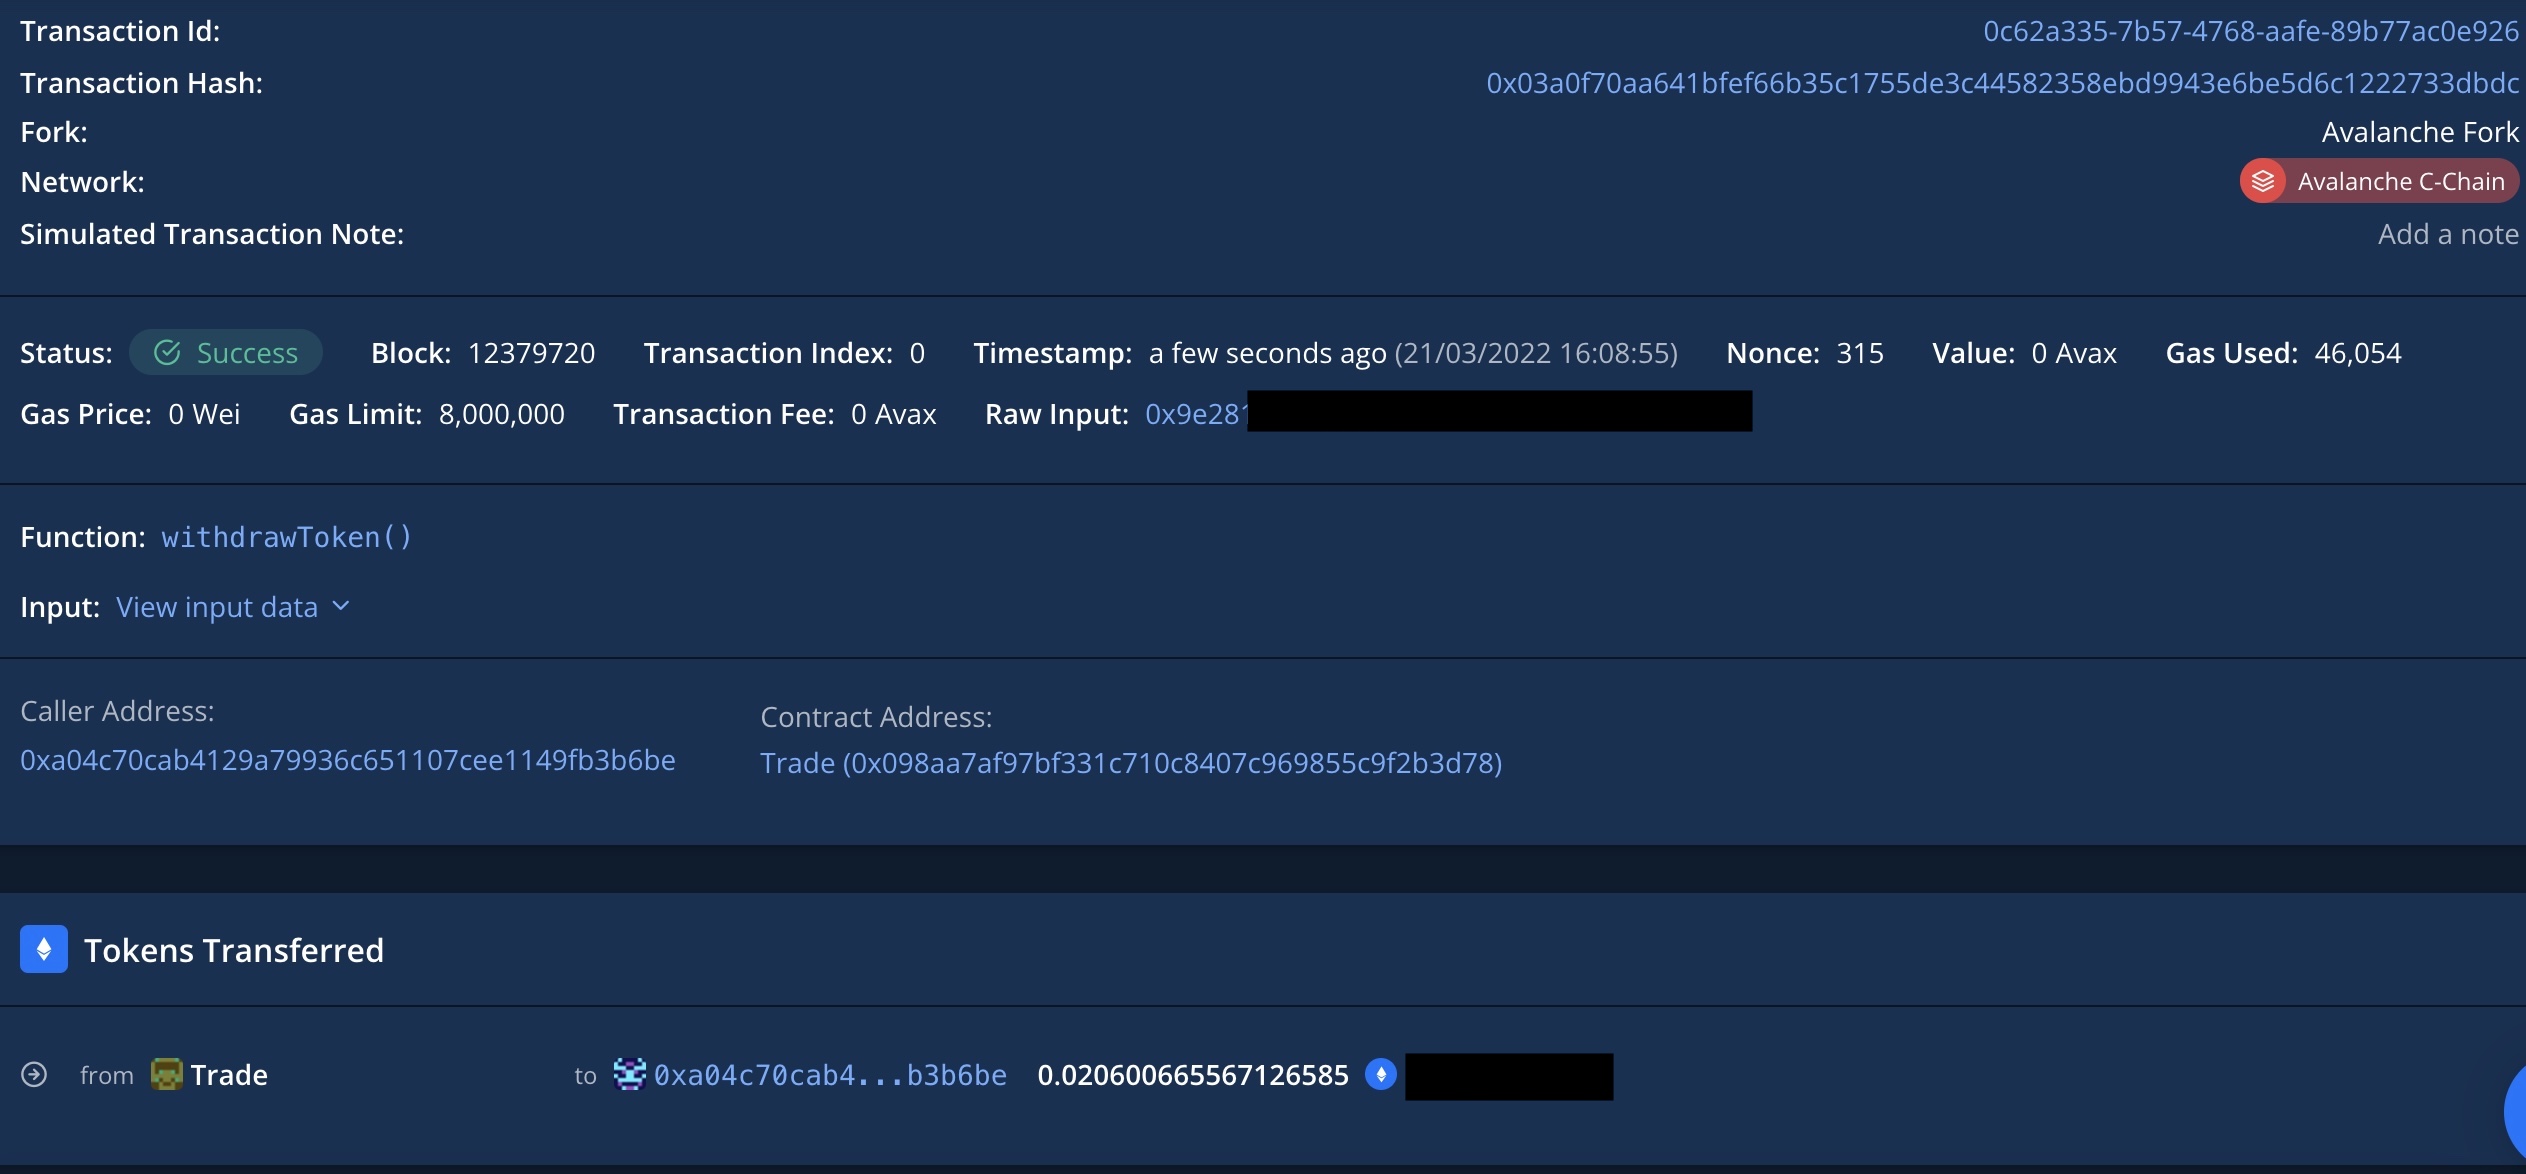 Transaction Id: 0c62a335-7b57-4768-aafe-89b77ac0e926
Transaction Hash: 0x03a0f70aa641bfef66b35c1755de3c44582358ebd9943e6be5d6c1222733dbdc
Fork: Avalanche Fork
Network: Avalanche C-Chain
Simulated Transaction Note: Add a note
Status: Success Block: 12379720 Transaction Index: 0 Timestamp: a few seconds ago (21/03/2022 16:08:55) Nonce: 315 Value: 0 Avax Gas Used: 46,054
Gas Price: 0 Wei Gas Limit: 8,000,000 Transaction Fee: 0 Avax Raw Input: 0x9e281
Function: withdrawToken()
Input: View input data
Caller Address: Contract Address:
0xa04c70cab4129a79936c651107cee1149fb3b6be Trade (0x098aa7af97bf331c710c8407c969855c9f2b3d78)
Tokens Transferred
from Trade to 0xa04c70cab4...b3b6be 0.020600665567126585